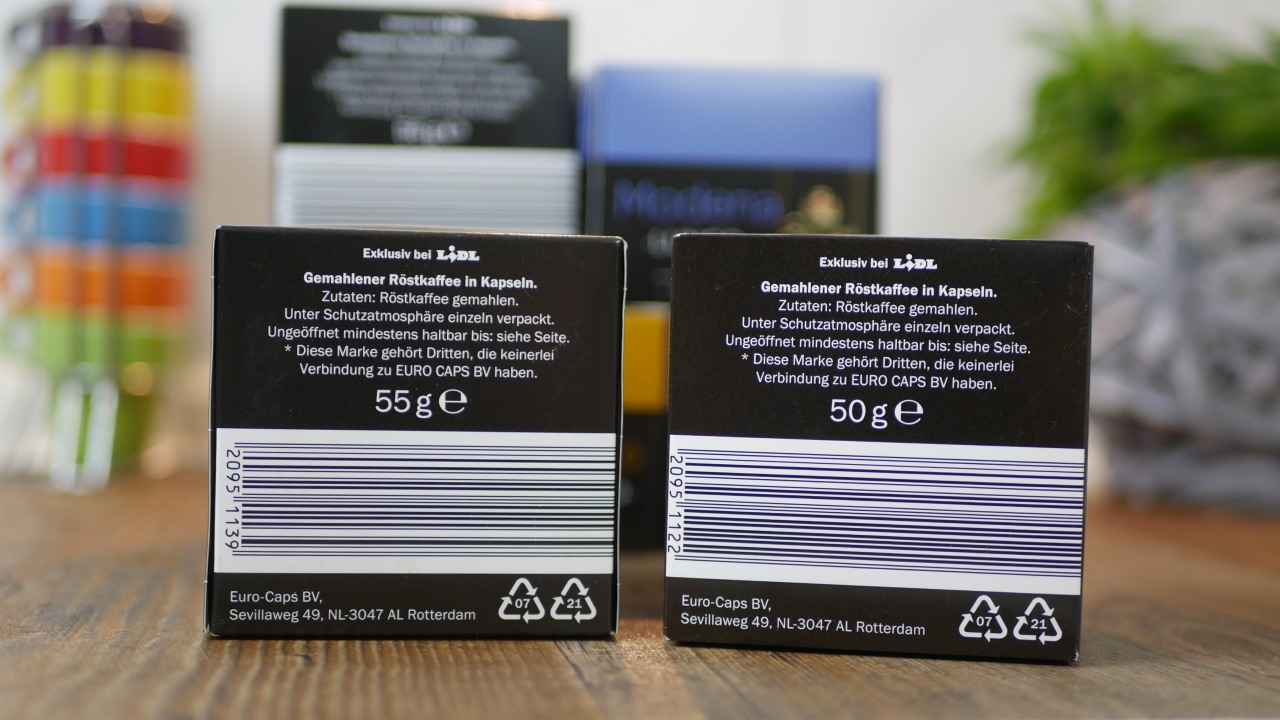 Modena
Exklusiv bei LIDL
Gemahlener Röstkaffee in Kapseln.
Zutaten: Röstkaffee gemahlen.
Unter Schutzatmosphäre einzeln verpackt.
Ungeöffnet mindestens haltbar bis: siehe Seite.
* Diese Marke gehört Dritten, die keinerlei
Verbindung zu EURO CAPS BV haben.
55 g ℮
2095 1139
Euro-Caps BV,
Sevillaweg 49, NL-3047 AL Rotterdam
07
21
Exklusiv bei LIDL
Gemahlener Röstkaffee in Kapseln.
Zutaten: Röstkaffee gemahlen.
Unter Schutzatmosphäre einzeln verpackt.
Ungeöffnet mindestens haltbar bis: siehe Seite.
* Diese Marke gehört Dritten, die keinerlei
Verbindung zu EURO CAPS BV haben.
50 g ℮
2095 1122
Euro-Caps BV,
Sevillaweg 49, NL-3047 AL Rotterdam
07
21